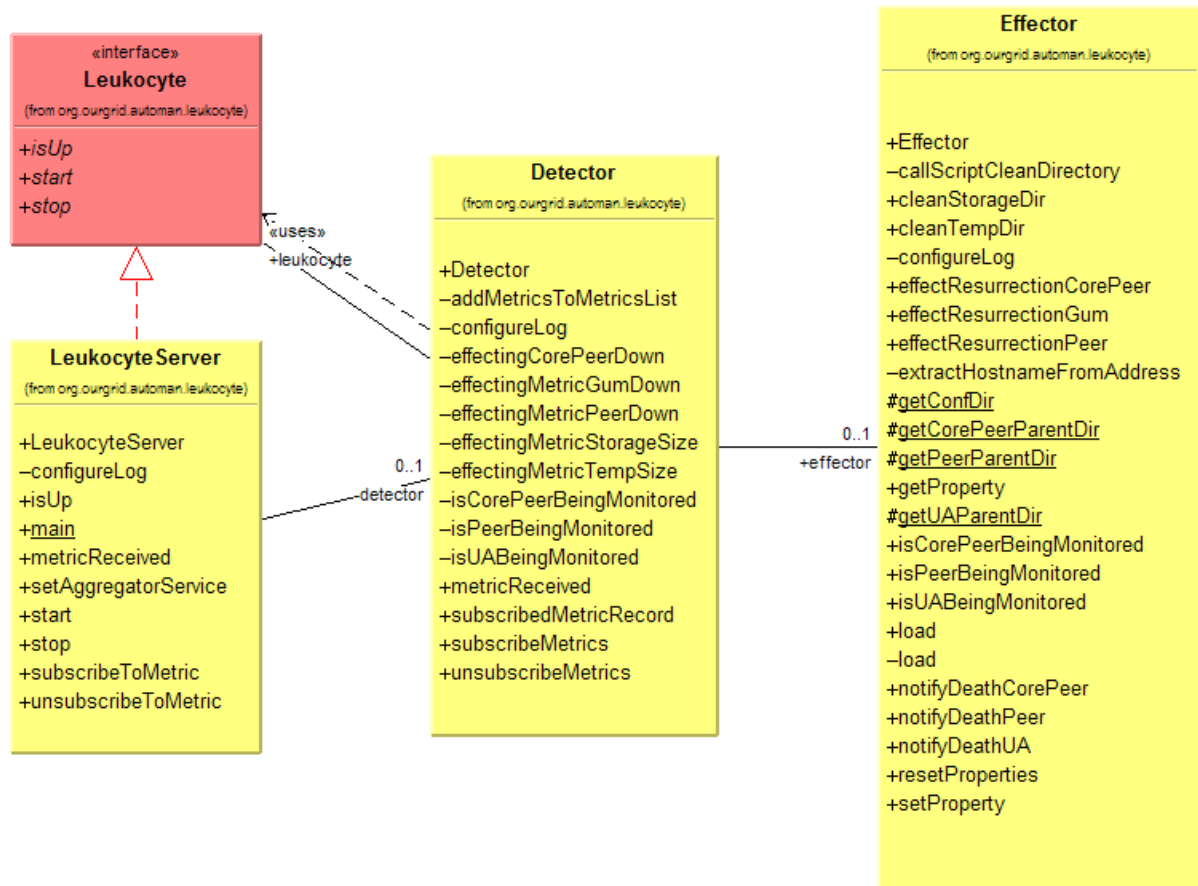 «interface»
Leukocyte
(from org.ourgrid.automan.leukocyte)
+isUp
+start
+stop
«uses»
+leukocyte
LeukocyteServer
(from org.ourgrid.automan.leukocyte)
+LeukocyteServer
–configureLog
+isUp
+main
+metricReceived
+setAggregatorService
+start
+stop
+subscribeToMetric
+unsubscribeToMetric
0..1
-detector
Detector
(from org.ourgrid.automan.leukocyte)
+Detector
–addMetricsToMetricsList
–configureLog
–effectingCorePeerDown
–effectingMetricGumDown
–effectingMetricPeerDown
–effectingMetricStorageSize
–effectingMetricTempSize
–isCorePeerBeingMonitored
–isPeerBeingMonitored
–isUABeingMonitored
+metricReceived
+subscribedMetricRecord
+subscribeMetrics
+unsubscribeMetrics
0..1
+effector
Effector
(from org.ourgrid.automan.leukocyte)
+Effector
–callScriptCleanDirectory
+cleanStorageDir
+cleanTempDir
–configureLog
+effectResurrectionCorePeer
+effectResurrectionGum
+effectResurrectionPeer
–extractHostnameFromAddress
#getConfDir
#getCorePeerParentDir
#getPeerParentDir
+getProperty
#getUAParentDir
+isCorePeerBeingMonitored
+isPeerBeingMonitored
+isUABeingMonitored
+load
–load
+notifyDeathCorePeer
+notifyDeathPeer
+notifyDeathUA
+resetProperties
+setProperty